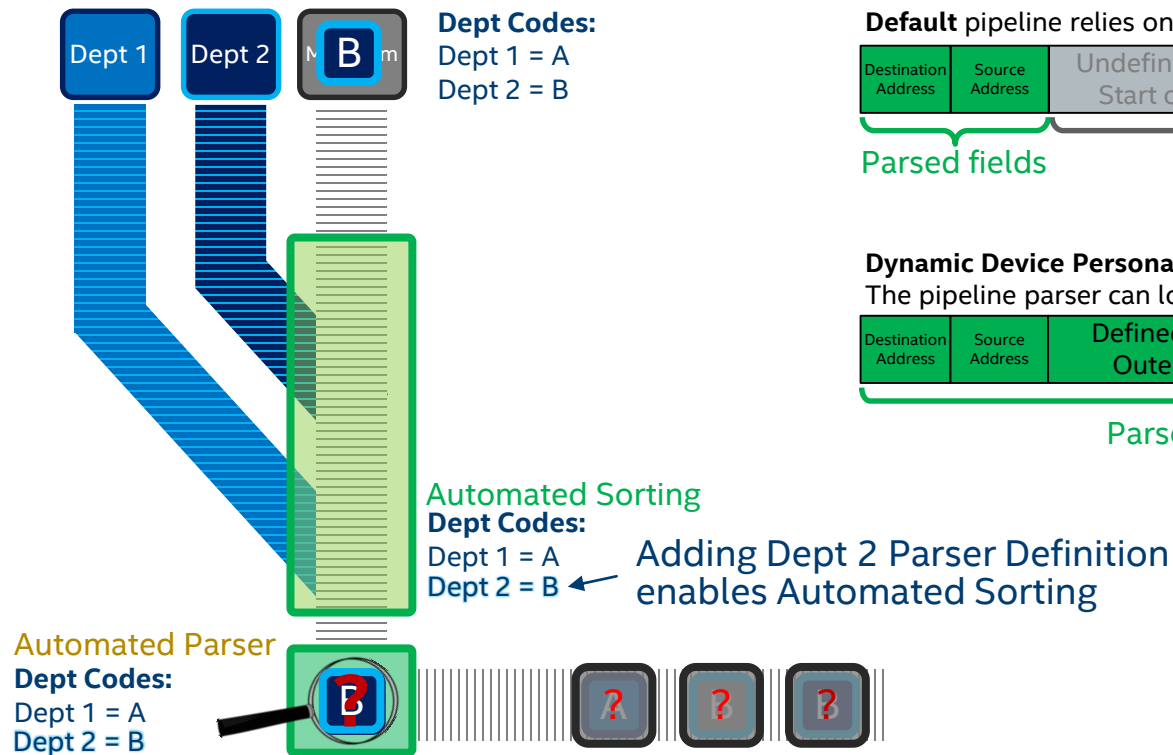 Dept 1
Dept 2
B
Dept Codes:
Dept 1 = A
Dept 2 = B
Default pipeline relies on
Destination
Address
Source
Address
Start
Parsed fields
Dynamic Device
The pipeline parser can
Destination
Address
Source
Address
Automated Sorting
Dept Codes:
Dept 1 = A
Dept 2 = B
Adding Dept 2 Parser Definition
enables Automated Sorting
Automated Parser
Dept Codes:
Dept 1 = A
Dept 2 = B
B
?
A
?
B
?
B
?